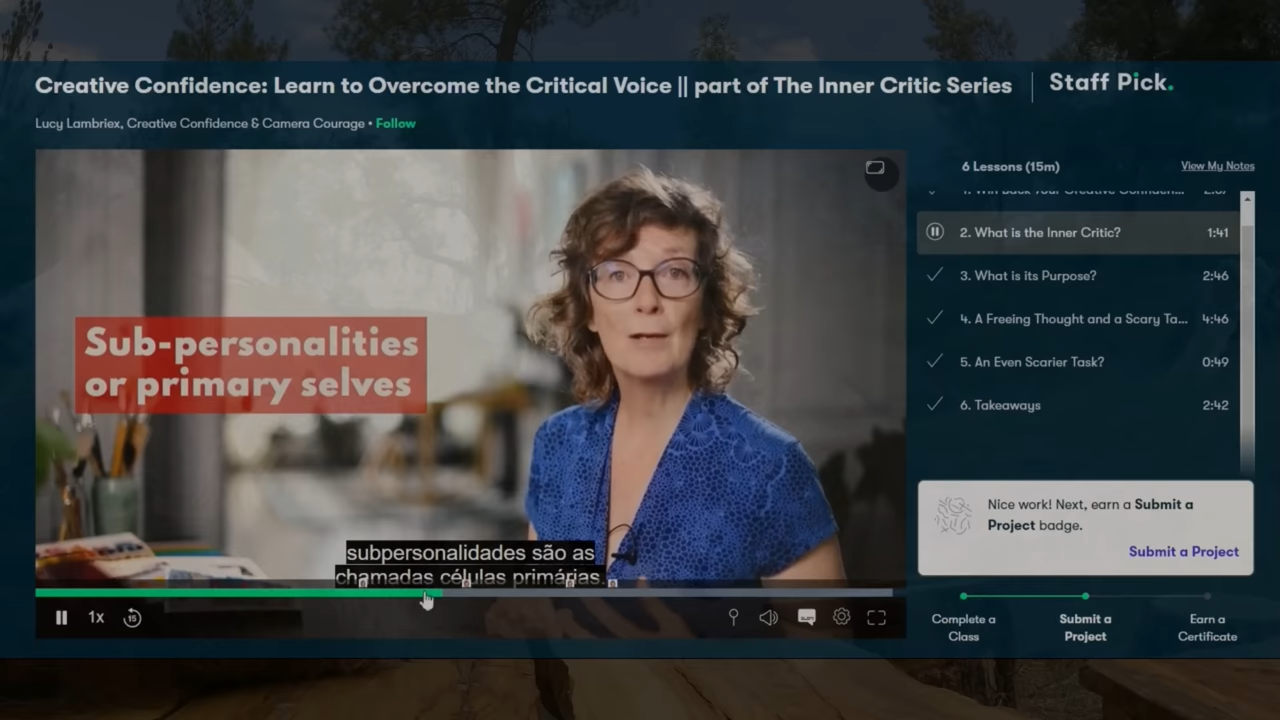 Creative Confidence: Learn to Overcome the Critical Voice || part of The Inner Critic Series
Staff Pick.
Lucy Lambriex, Creative Confidence & Camera Courage • Follow
6 Lessons (15m)
View My Notes
2. What is the Inner Critic? 1:41
3. What is its Purpose? 2:46
4. A Freeing Thought and a Scary Ta... 4:46
5. An Even Scarier Task? 0:49
6. Takeaways 2:42
Sub-personalities
or primary selves
subpersonalidades são as
chamadas células primárias.
1x
15
Nice work! Next, earn a Submit a
Project badge.
Submit a Project
Complete a
Class
Submit a
Project
Earn a
Certificate